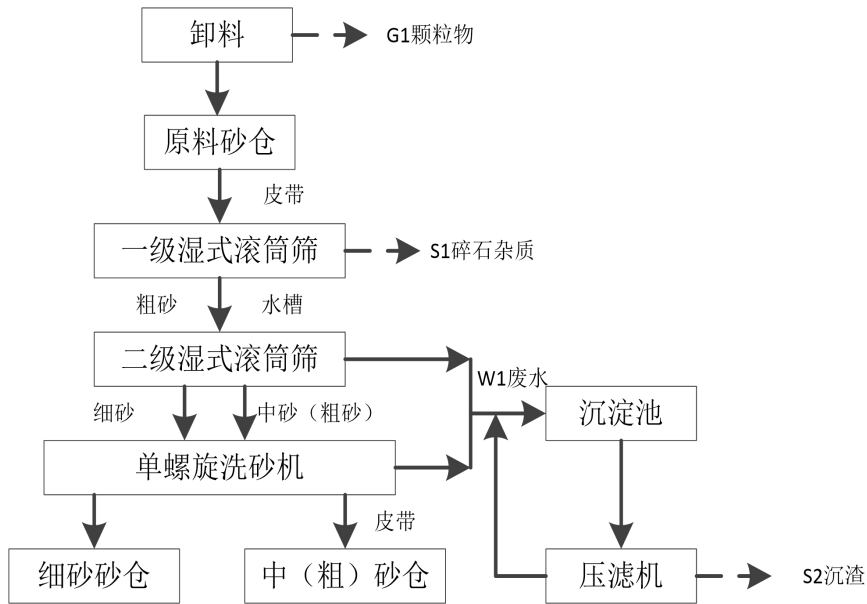 卸料
G1颗粒物
原料砂仓
皮带
一级湿式滚筒筛
S1碎石杂质
粗砂
水槽
二级湿式滚筒筛
W1废水
细砂
中砂（粗砂）
沉淀池
单螺旋洗砂机
皮带
细砂砂仓
中（粗）砂仓
压滤机
S2沉渣